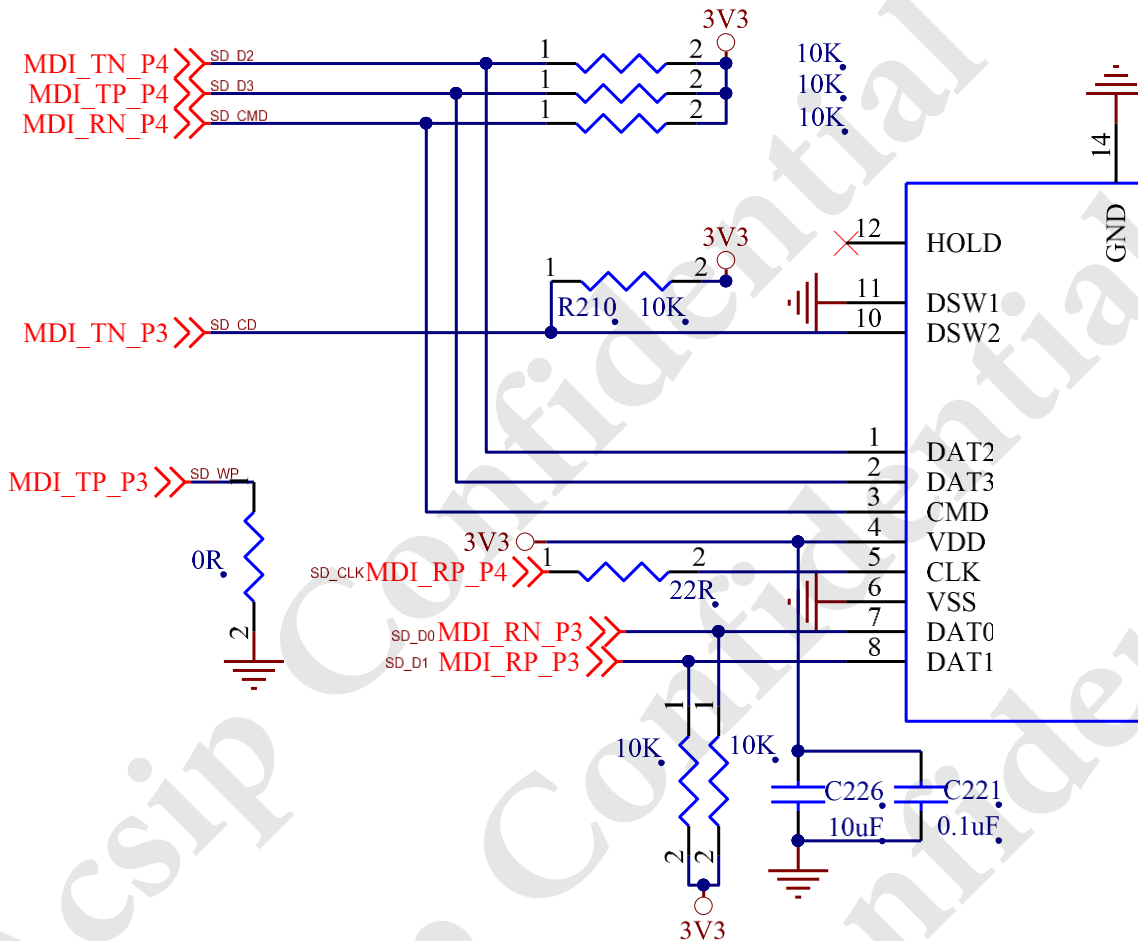 3V3
MDI_TN_P4 SD_D2 1 2 10K
MDI_TP_P4 SD_D3 1 2 10K
MDI_RN_P4 SD_CMD 1 2 10K
14
GND
12 HOLD
3V3
1 2
R210 10K
11 DSW1
MDI_TN_P3 SD_CD 10 DSW2
1 DAT2
MDI_TP_P3 SD_WP 1 2 DAT3
3 CMD
3V3 4 VDD
0R
SD_CLK MDI_RP_P4 1 2 5 CLK
22R
6 VSS
2
SD_D0 MDI_RN_P3 7 DAT0
SD_D1 MDI_RP_P3 8 DAT1
1 1
10K 10K
C226 C221
10uF 0.1uF
2 2
3V3
Acsip Confidential
Confidential